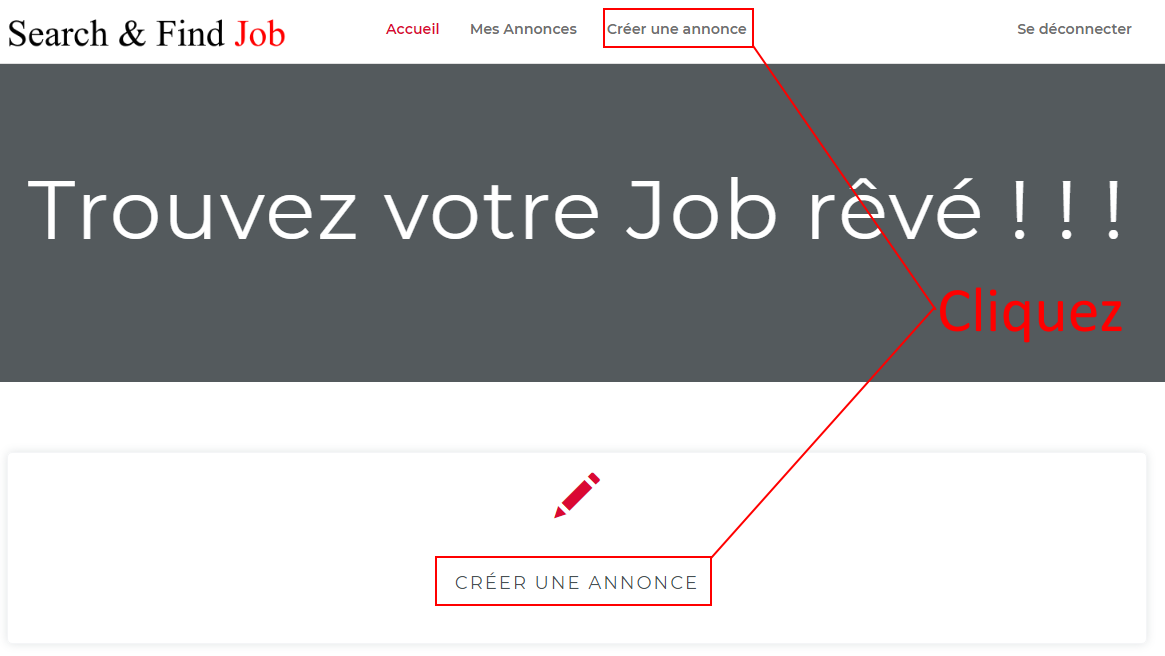 Search & Find Job
Accueil
Mes Annonces
Créer une annonce
Se déconnecter
Trouvez votre Job rêvé ! ! !
Cliquez
CRÉER UNE ANNONCE